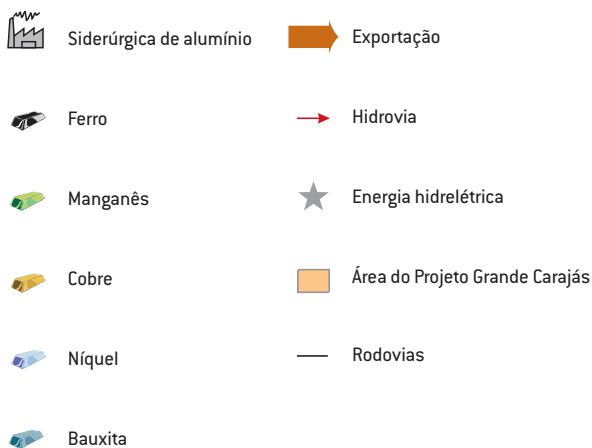 Siderúrgica de alumínio
Ferro
Manganês
Cobre
Níquel
Bauxita
Exportação
Hidrovia
Energia hidrelétrica
Área do Projeto Grande Carajás
Rodovias